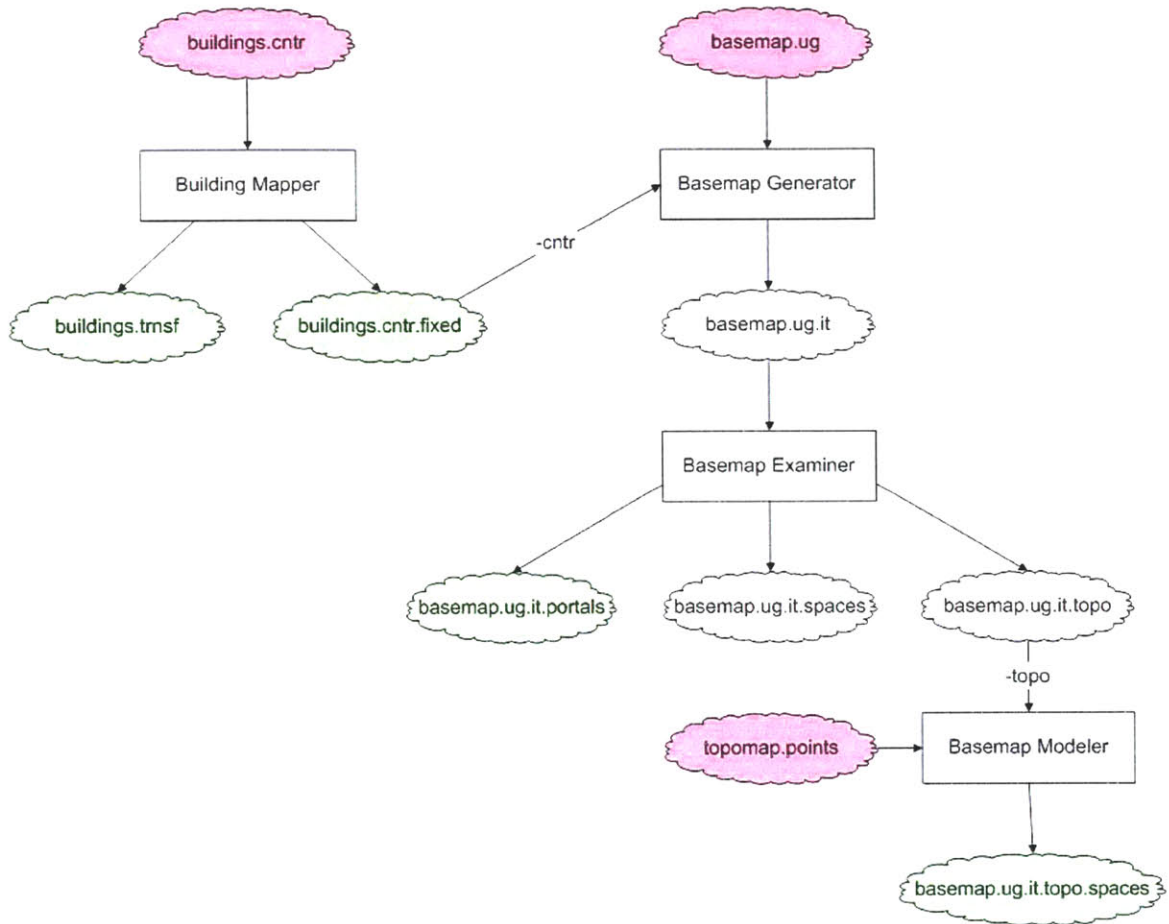 buildings.cntr
basemap.ug
Building Mapper
Basemap Generator
-cntr
buildings.trnsf
buildings.cntr.fixed
basemap.ug.it
Basemap Examiner
basemap.ug.it.portals
basemap.ug.it.spaces
basemap.ug.it.topo
-topo
topomap.points
Basemap Modeler
basemap.ug.it.topo.spaces